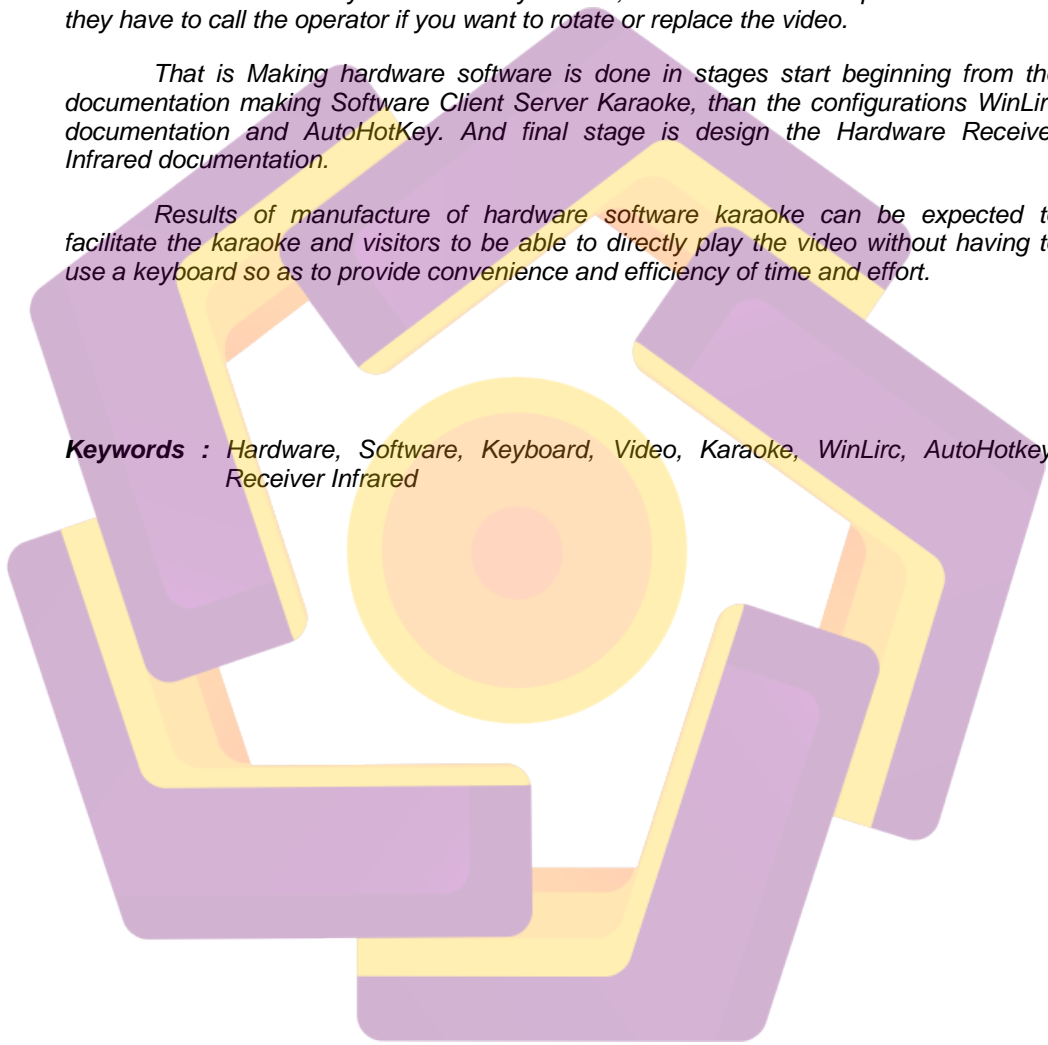 they have to call the operator if you want to rotate or replace the video.
That is Making hardware software is done in stages start beginning from
documentation making Software Client Server Karaoke, than the configurations
documentation and AutoHotKey. And final stage is design the Hardware
Infrared documentation.
Results of manufacture of hardware software karaoke can be expected
facilitate the karaoke and visitors to be able to directly play the video without having
use a keyboard so as to provide convenience and efficiency of time and effort.
Keywords : Hardware, Software, Keyboard, Video, Karaoke, WinLirc, AutoHotkey
Receiver Infrared